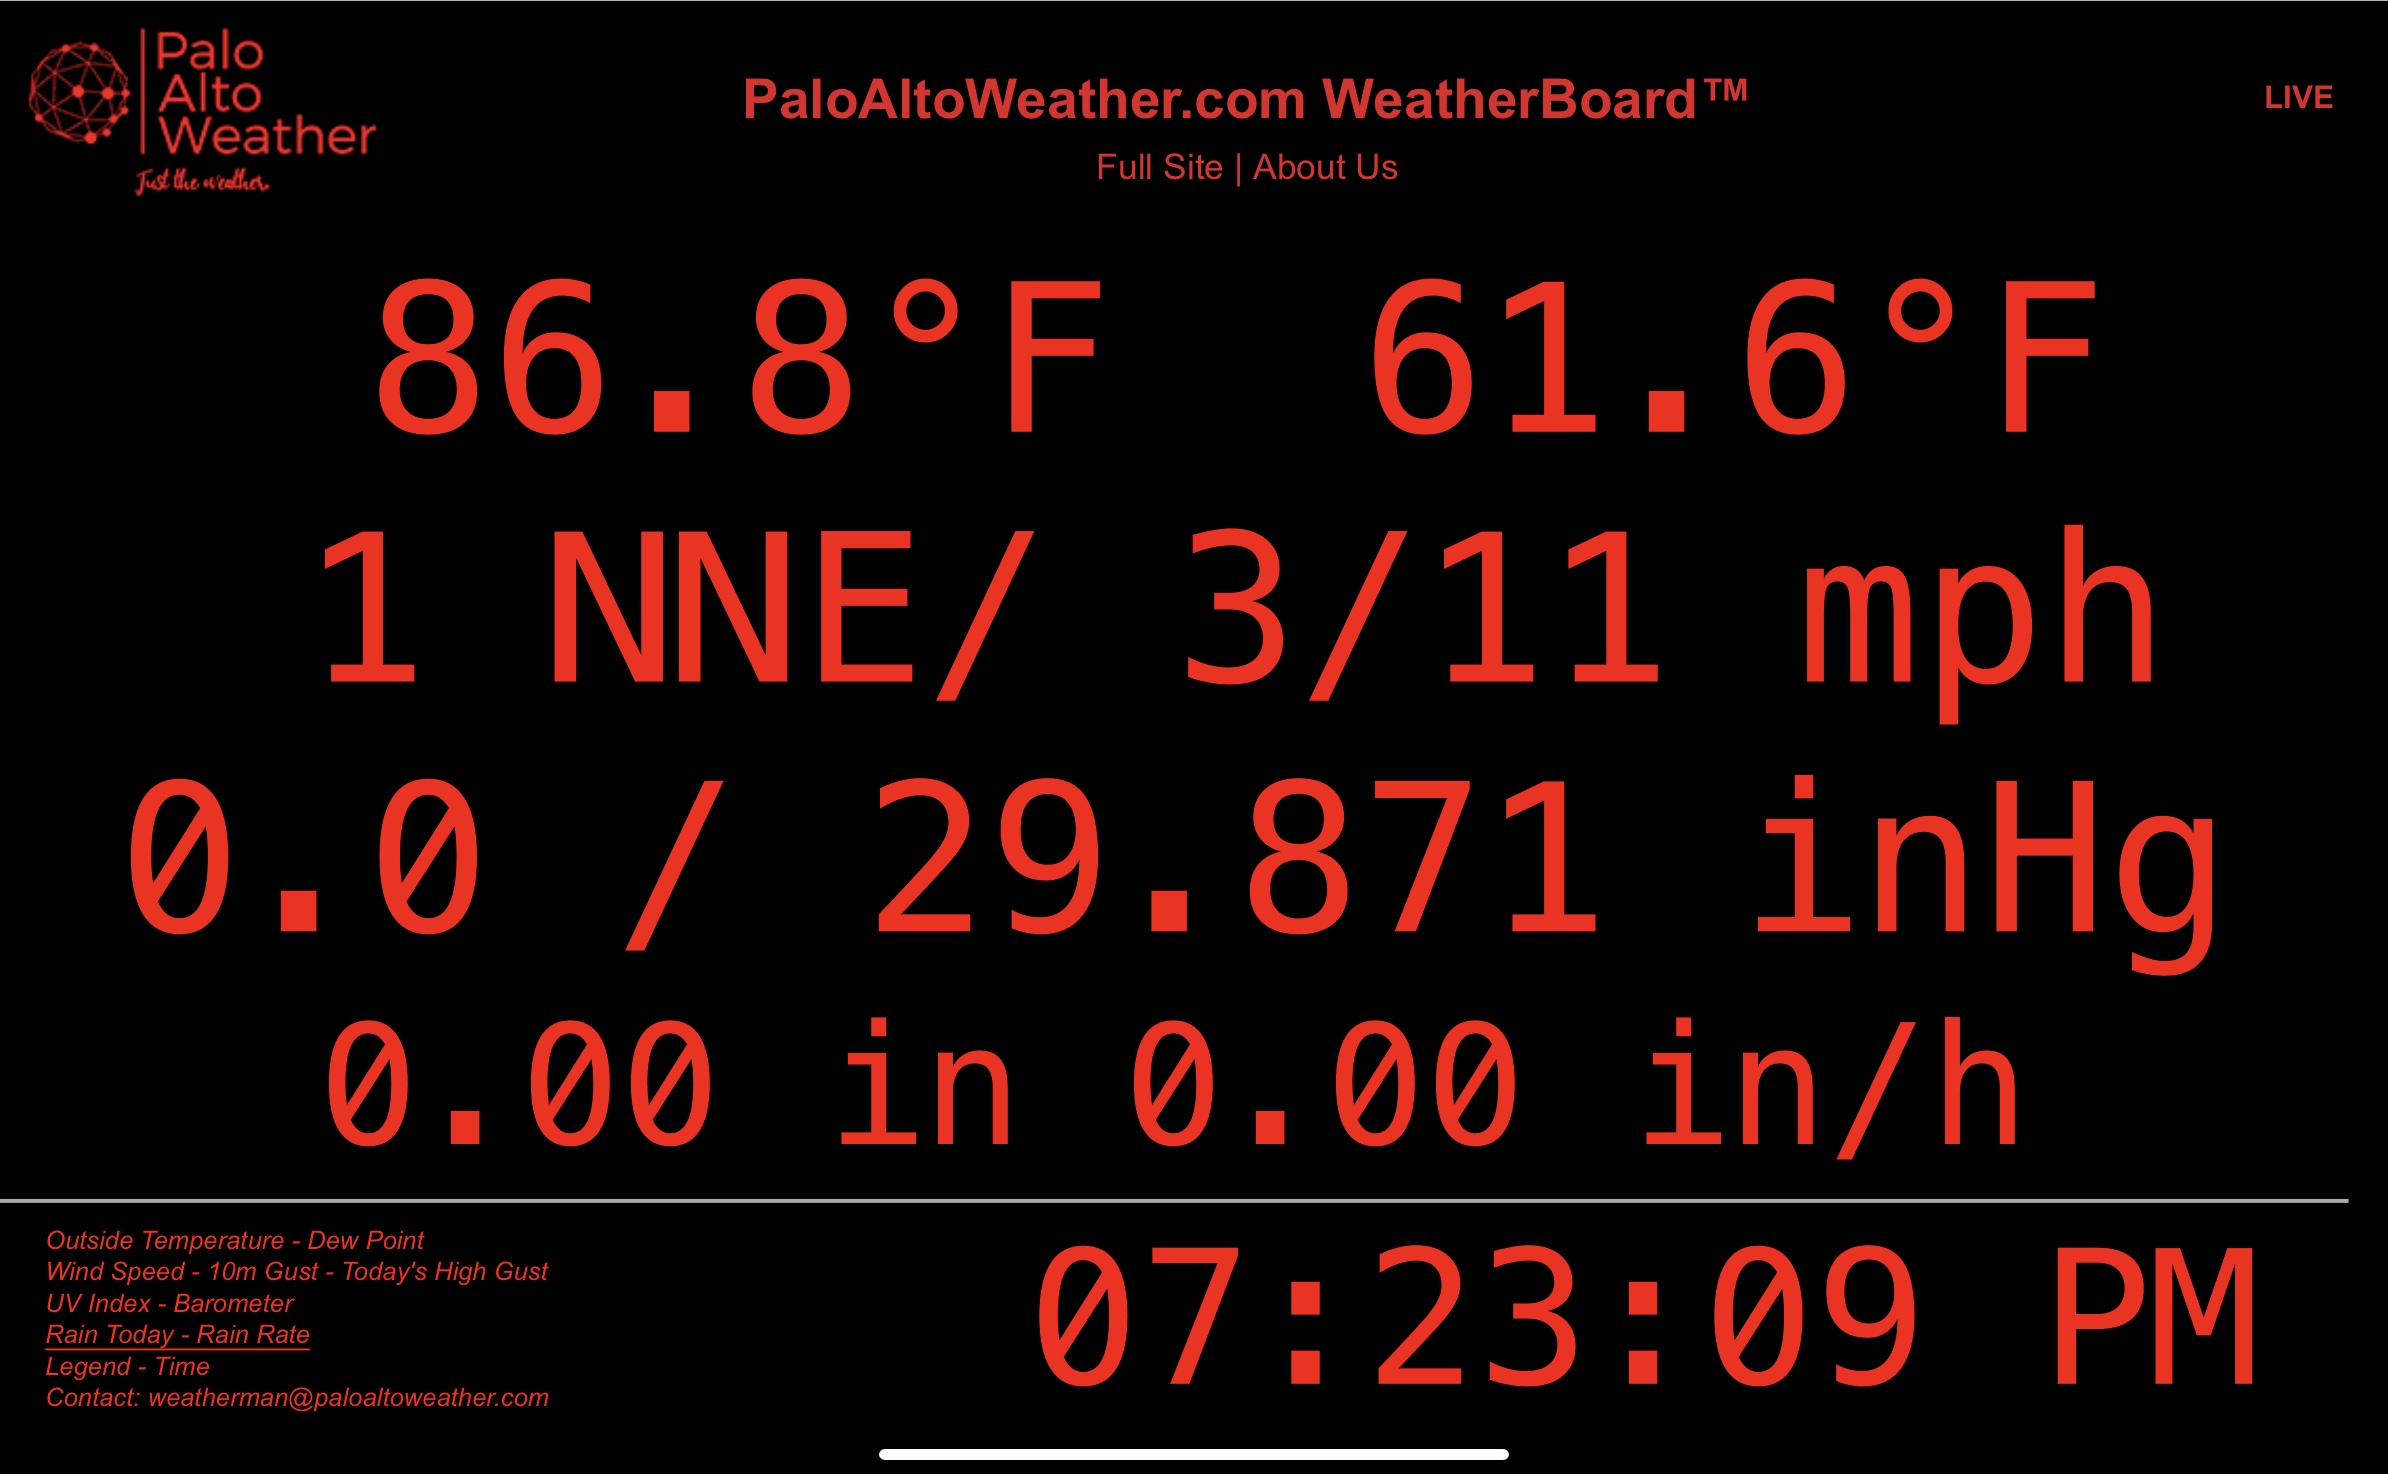 Palo
Alto
Weather
Just the weather.
PaloAltoWeather.com WeatherBoard™
LIVE
Full Site | About Us
86.8°F 61.6°F
1 NNE/ 3/11 mph
0.0 / 29.871 inHg
0.00 in 0.00 in/h
Outside Temperature - Dew Point
Wind Speed - 10m Gust - Today's High Gust
UV Index - Barometer
Rain Today - Rain Rate
Legend - Time
Contact: weatherman@paloaltoweather.com
07:23:09 PM